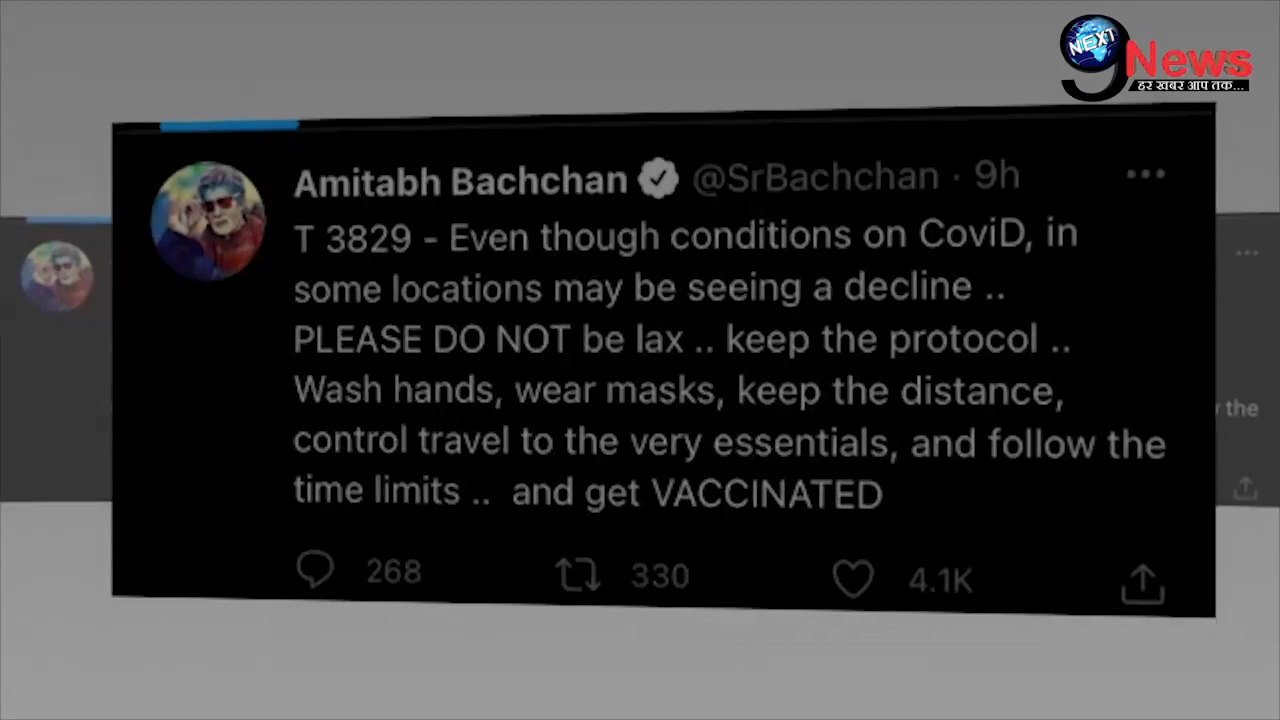 NEXT
9 News
हर खबर आप तक...
Amitabh Bachchan @SrBachchan · 9h
T 3829 - Even though conditions on CoviD, in
some locations may be seeing a decline ..
PLEASE DO NOT be lax .. keep the protocol ..
Wash hands, wear masks, keep the distance,
control travel to the very essentials, and follow the
time limits .. and get VACCINATED
268 330 4.1K
the